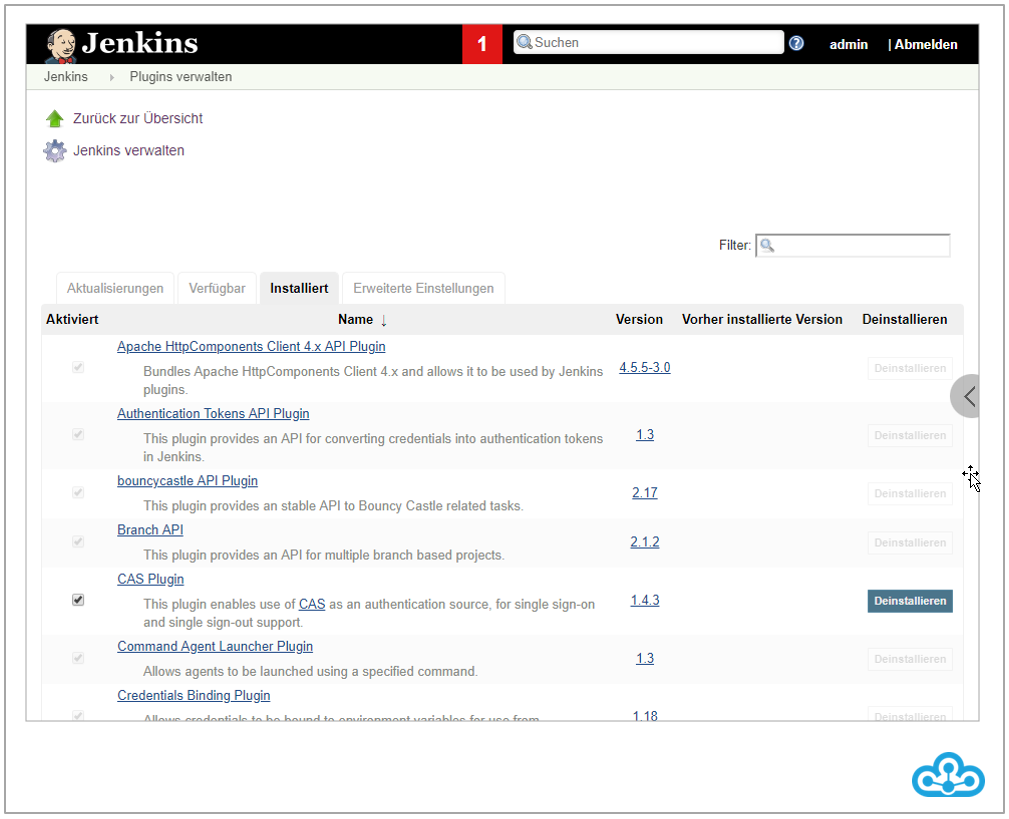 Jenkins
1
Suchen
admin
| Abmelden
Jenkins
Plugins verwalten
Zurück zur Übersicht
Jenkins verwalten
Filter:
Aktualisierungen
Verfügbar
Installiert
Erweiterte Einstellungen
Aktiviert Name ↓ Version Vorher installierte Version Deinstallieren
Apache HttpComponents Client 4.x API Plugin
Bundles Apache HttpComponents Client 4.x and allows it to be used by Jenkins
plugins.
4.5.5-3.0
Deinstallieren
Authentication Tokens API Plugin
This plugin provides an API for converting credentials into authentication tokens
in Jenkins.
1.3
Deinstallieren
bouncycastle API Plugin
This plugin provides an stable API to Bouncy Castle related tasks.
2.17
Deinstallieren
Branch API
This plugin provides an API for multiple branch based projects.
2.1.2
Deinstallieren
CAS Plugin
This plugin enables use of CAS as an authentication source, for single sign-on
and single sign-out support.
1.4.3
Deinstallieren
Command Agent Launcher Plugin
Allows agents to be launched using a specified command.
1.3
Deinstallieren
Credentials Binding Plugin
Allows credentials to be bound to environment variables for use from
1.18
Deinstallieren